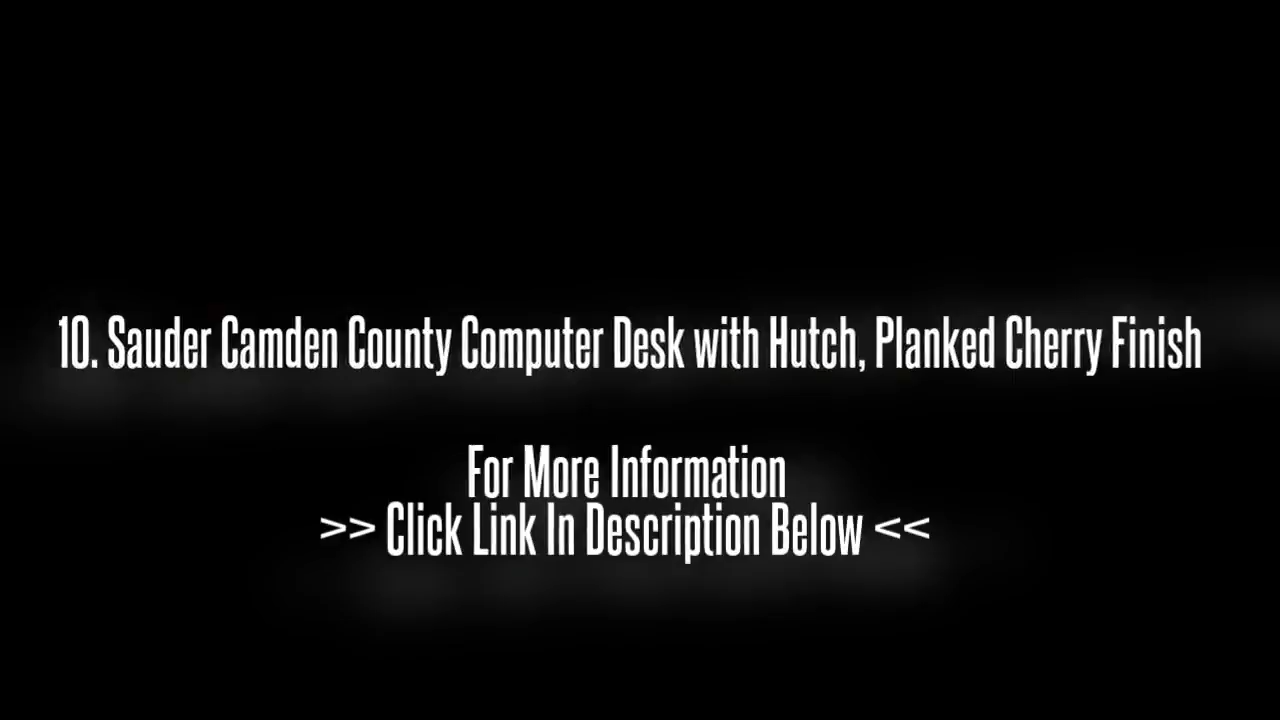 10. Sauder Camden County Computer Desk with Hutch, Planked Cherry Finish
For More Information
>> Click Link In Description Below <<